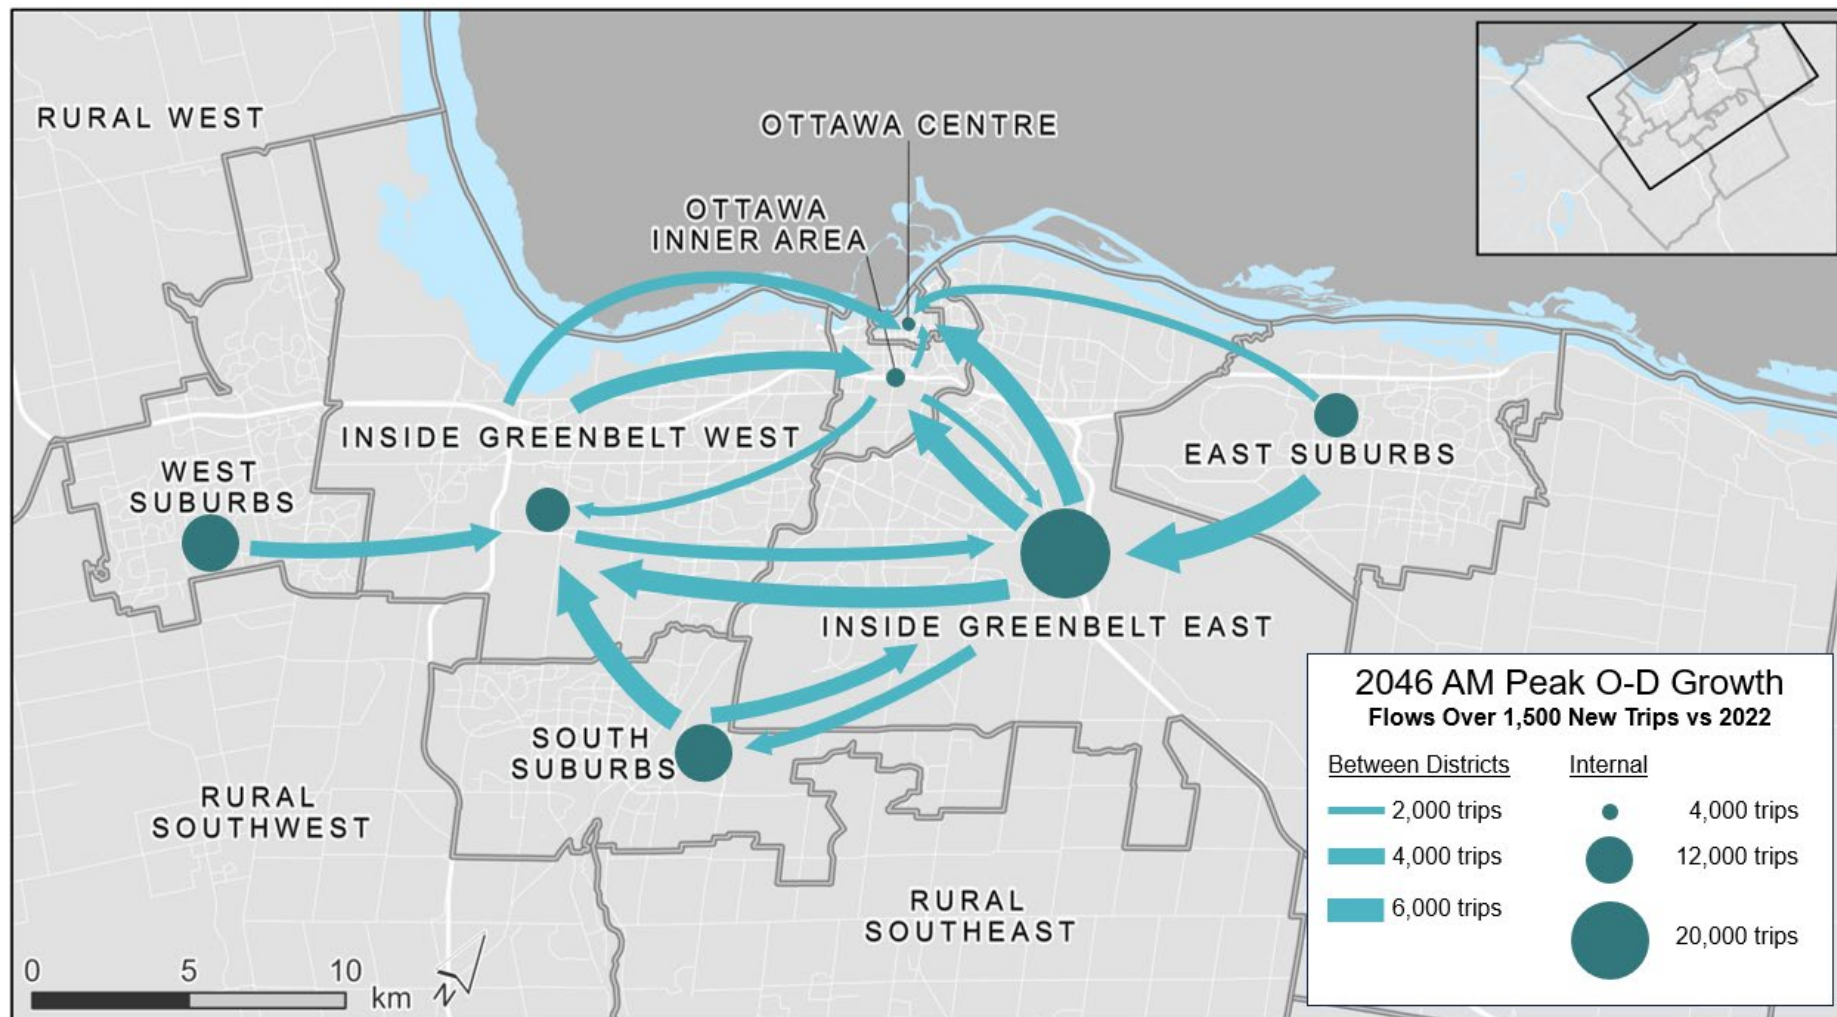 RURAL WEST
OTTAWA CENTRE
OTTAWA
INNER AREA
INSIDE GREENBELT WEST
WEST
SUBURBS
EAST SUBURBS
INSIDE GREENBELT EAST
SOUTH
SUBURBS
RURAL
SOUTHWEST
RURAL
SOUTHEAST
0 5 10
km
N
2046 AM Peak O-D Growth
Flows Over 1,500 New Trips vs 2022
Between Districts Internal
2,000 trips 4,000 trips
4,000 trips 12,000 trips
6,000 trips 20,000 trips